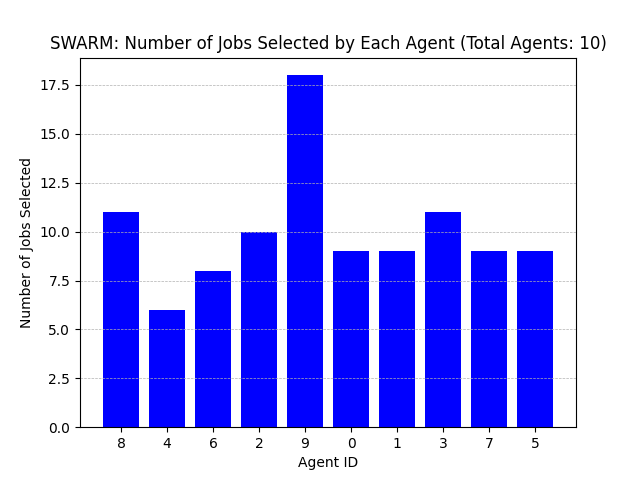 SWARM: Number of Jobs Selected by Each Agent (Total Agents: 10)
17.5
15.0
12.5
10.0
7.5
5.0
2.5
0.0
Number of Jobs Selected
8 4 6 2 9 0 1 3 7 5
Agent ID